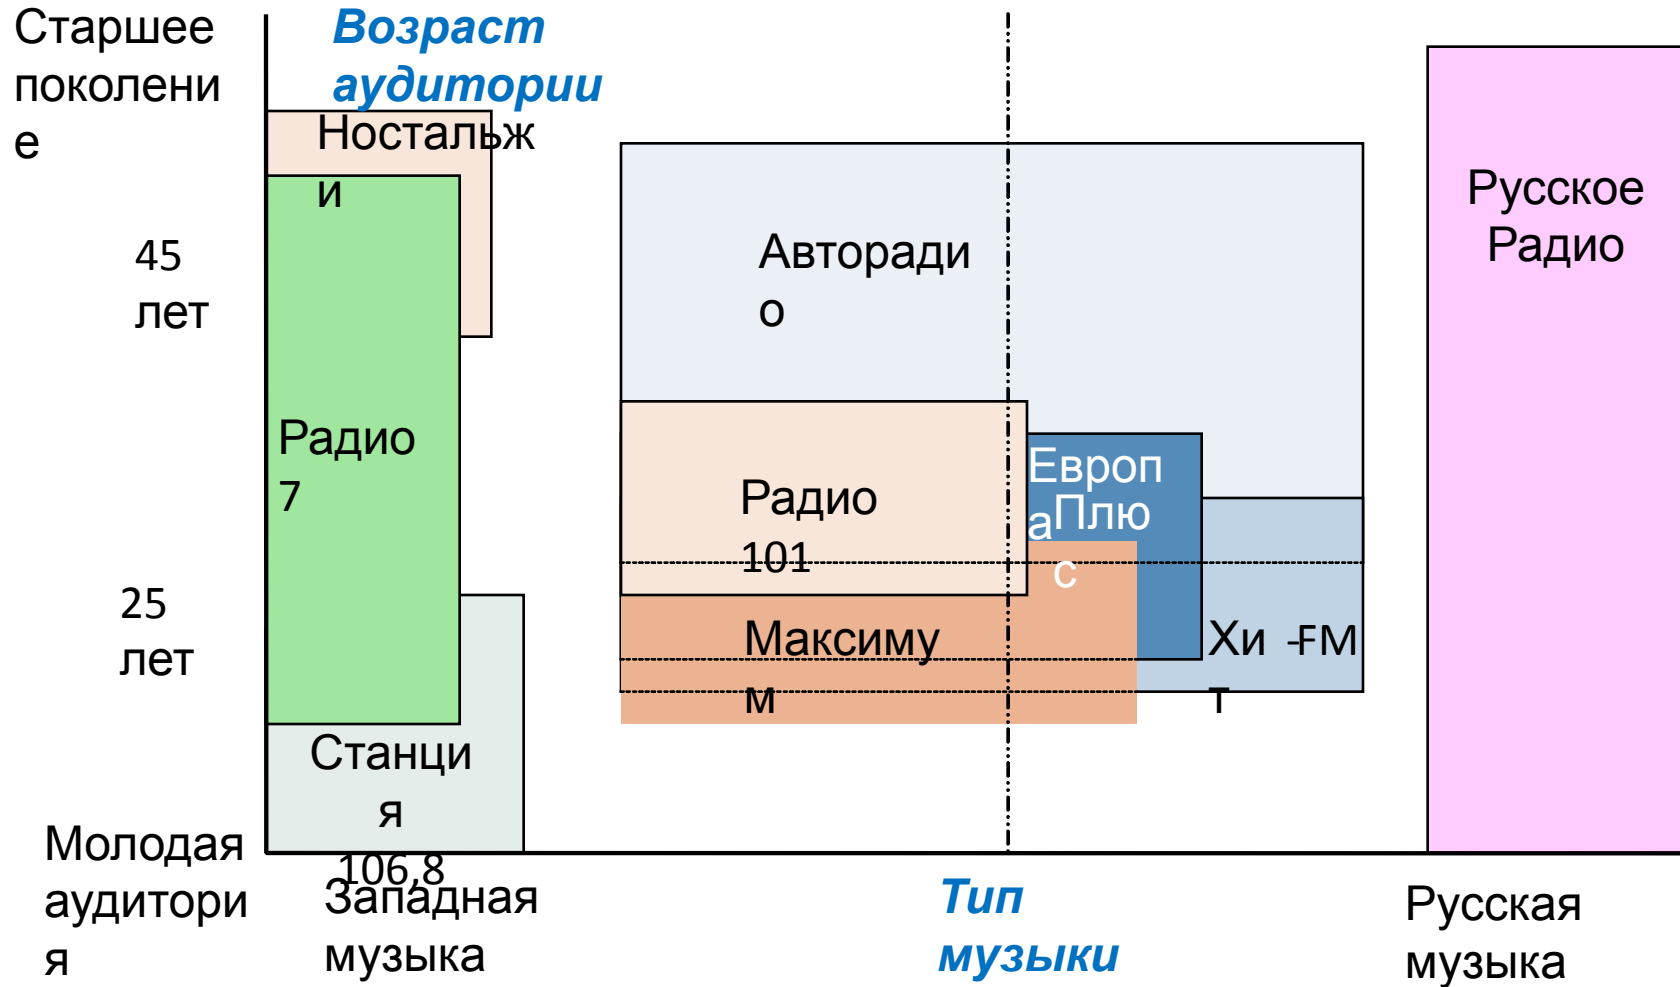 Старшее
поколени
е
Возраст
аудитории
Ностальж
и
45
лет
Авторади
о
Русское
Радио
Радио
7
Радио
101
Европ
а
Плю
с
25
лет
Максиму
м
Хи
т
-FM
Станци
я
106,8
Молодая
аудитори
я
Западная
музыка
Тип
музыки
Русская
музыка